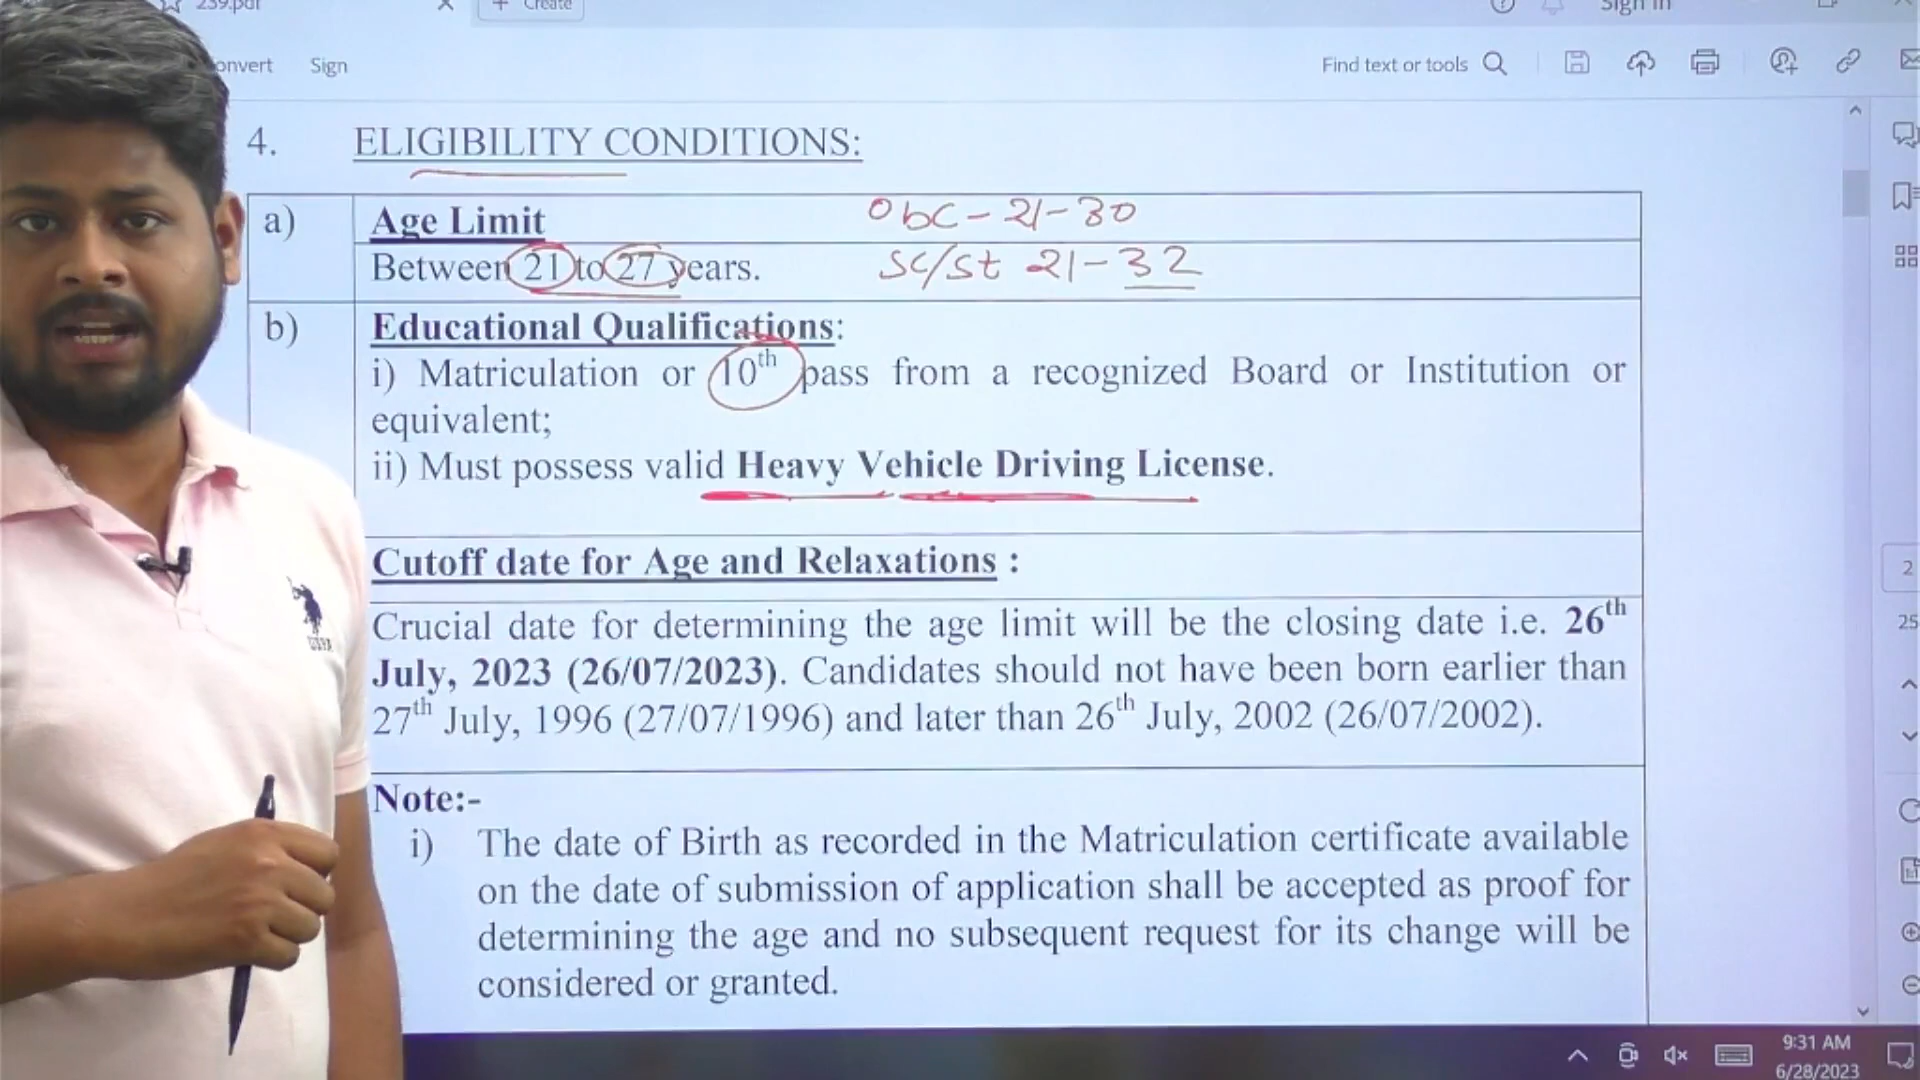 239.pdf
Create
Sign in
onvert
Sign
Find text or tools
4. ELIGIBILITY CONDITIONS:
a) Age Limit
Obc - 21-30
Between 21 to 27 years.
Sc/St 21-32
b) Educational Qualifications:
i) Matriculation or 10th pass from a recognized Board or Institution or
equivalent;
ii) Must possess valid Heavy Vehicle Driving License.
Cutoff date for Age and Relaxations :
Crucial date for determining the age limit will be the closing date i.e. 26th
July, 2023 (26/07/2023). Candidates should not have been born earlier than
27th July, 1996 (27/07/1996) and later than 26th July, 2002 (26/07/2002).
Note:-
i) The date of Birth as recorded in the Matriculation certificate available
on the date of submission of application shall be accepted as proof for
determining the age and no subsequent request for its change will be
considered or granted.
2
25
9:31 AM
6/28/2023